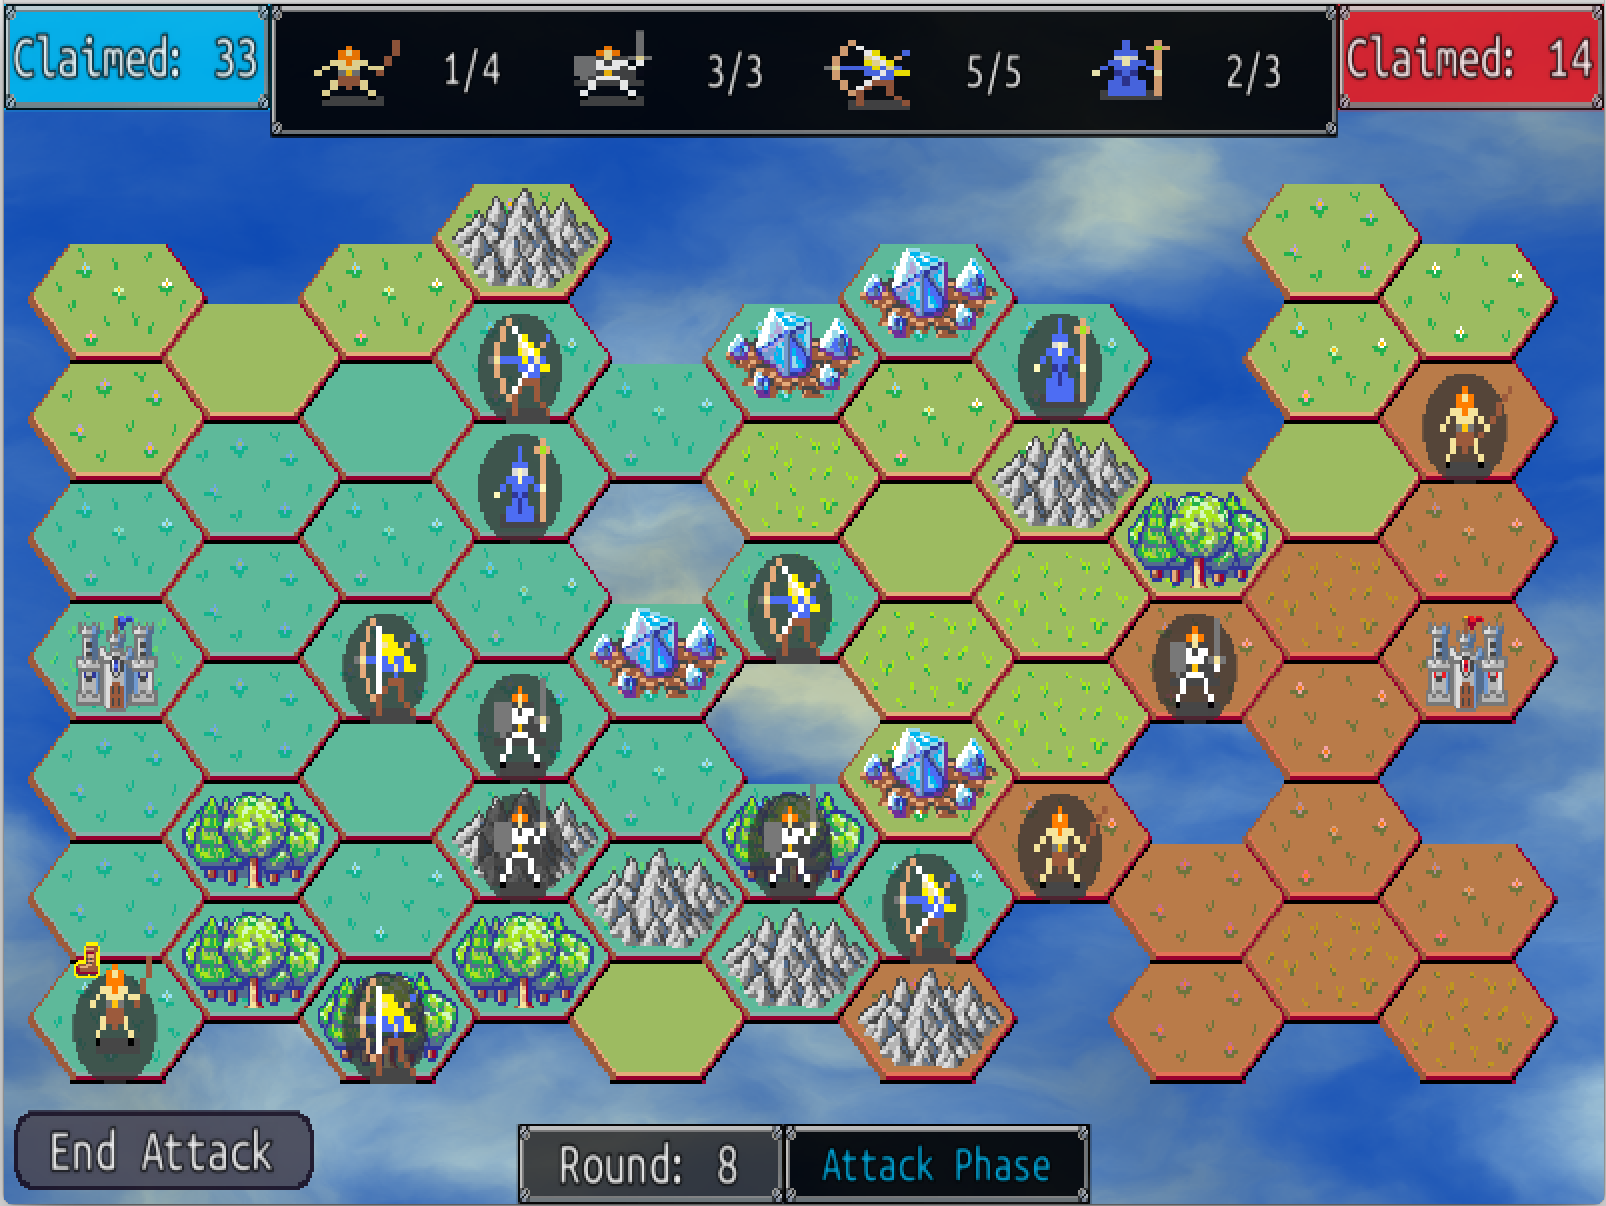 Claimed: 33
1/4
3/3
5/5
2/3
Claimed: 14
End Attack
Round: 8
Attack Phase